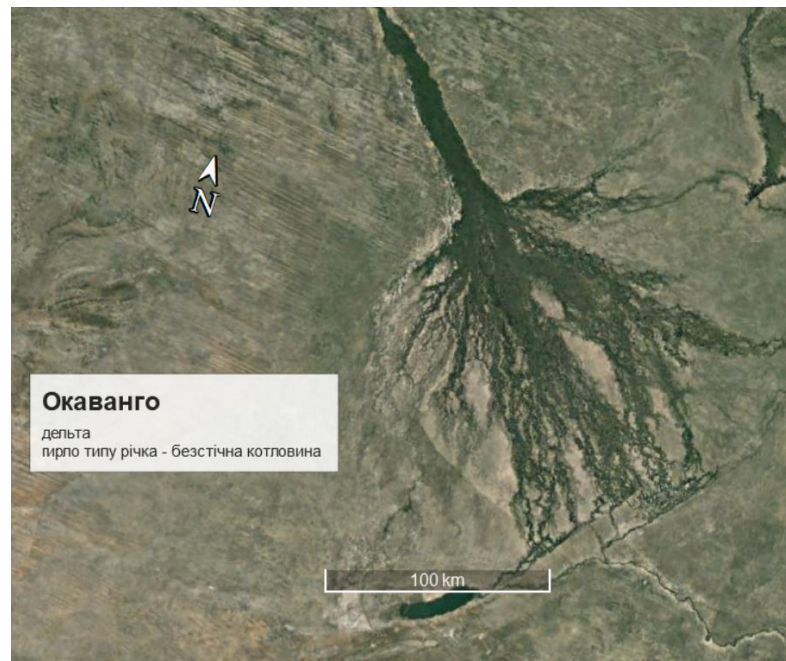 N
Окаванго
дельта
гирло типу річка - безстічна котловина
100 km